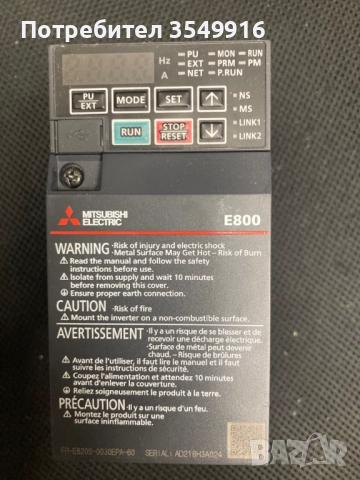 Потребител 3549916
Hz
A
PU MON RUN
EXT PRM PM
NET P.RUN
PU
EXT
MODE
SET
NS
MS
RUN
STOP
RESET
LINK1
LINK2
MITSUBISHI
ELECTRIC
E800
WARNING •Risk of injury and electric shock
•Metal Surface May Get Hot – Risk of Burn
Read the manual and follow the safety
instructions before use.
Isolate from supply and wait 10 minutes
before removing this cover.
Ensure proper earth connection.
CAUTION •Risk of fire
Mount the inverter on a non-combustible surface.
AVERTISSEMENT •Il y a un risque de se blesser et de
recevoir une décharge électrique.
•Surface de métal peut devenir
chaud. – Risque de brûlures
Avant de l'utiliser, il faut lire le manuel et il faut
suivre les instructions de sécurité.
Coupez l'alimentation et attendez 10 minutes
avant d'enlever la couverture.
Reliez soigneusement le produit à la terre.
PRÉCAUTION •Il y a un risque d'un feu.
Montez le produit sur une
surface ininflammable.
FR-E820S-0030EPA-60 SERIAL: AD218H3A024
BAZAR